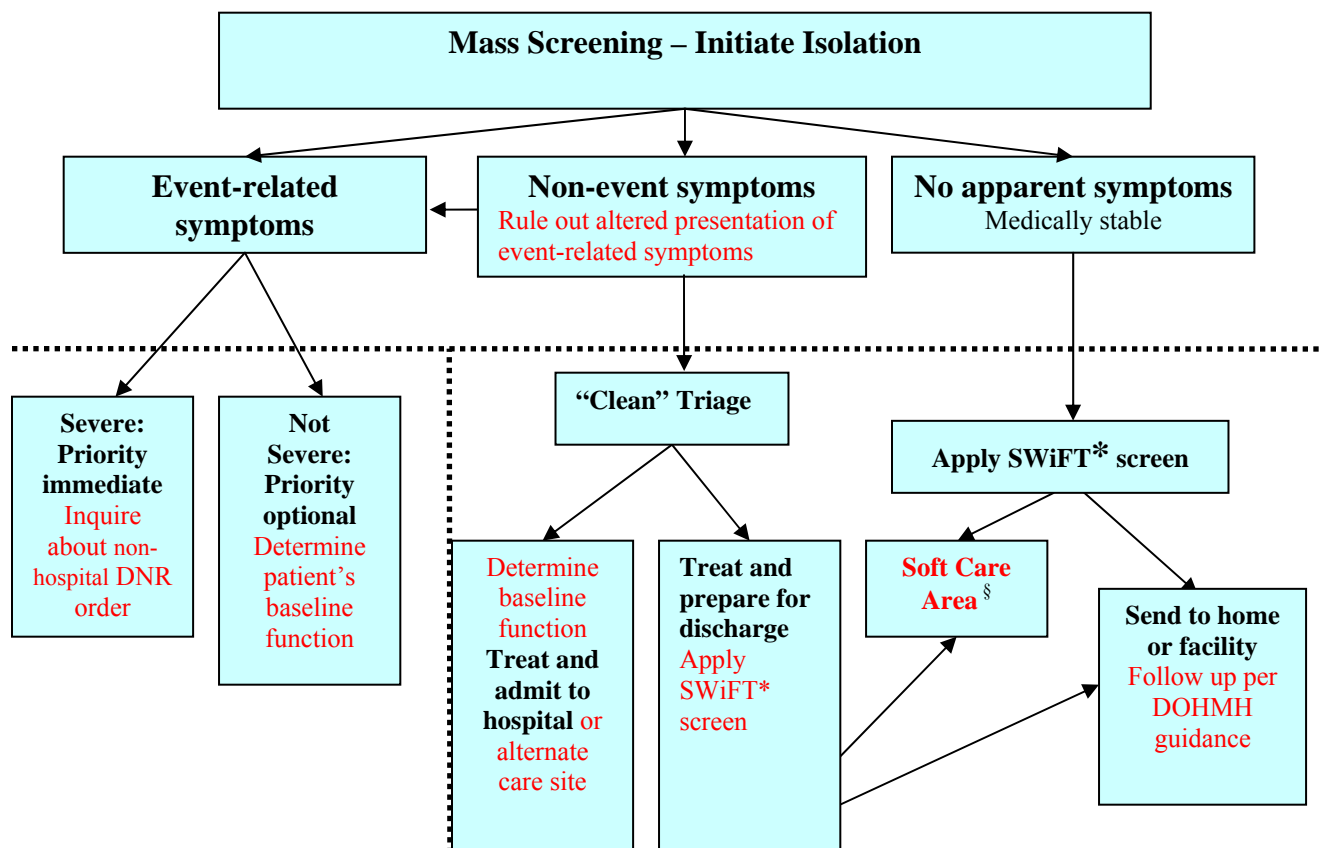 Mass Screening – Initiate Isolation
Event-related
symptoms
Non-event symptoms
Rule out altered presentation of
event-related symptoms
No apparent symptoms
Medically stable
Severe:
Priority
immediate
Inquire
about non-
hospital DNR
order
Not
Severe:
Priority
optional
Determine
patient’s
baseline
function
“Clean” Triage
Apply SWiFT* screen
Determine
baseline
function
Treat and
admit to
hospital or
alternate
care site
Treat and
prepare for
discharge
Apply
SWiFT*
screen
Soft Care
Area §
Send to home
or facility
Follow up per
DOHMH
guidance